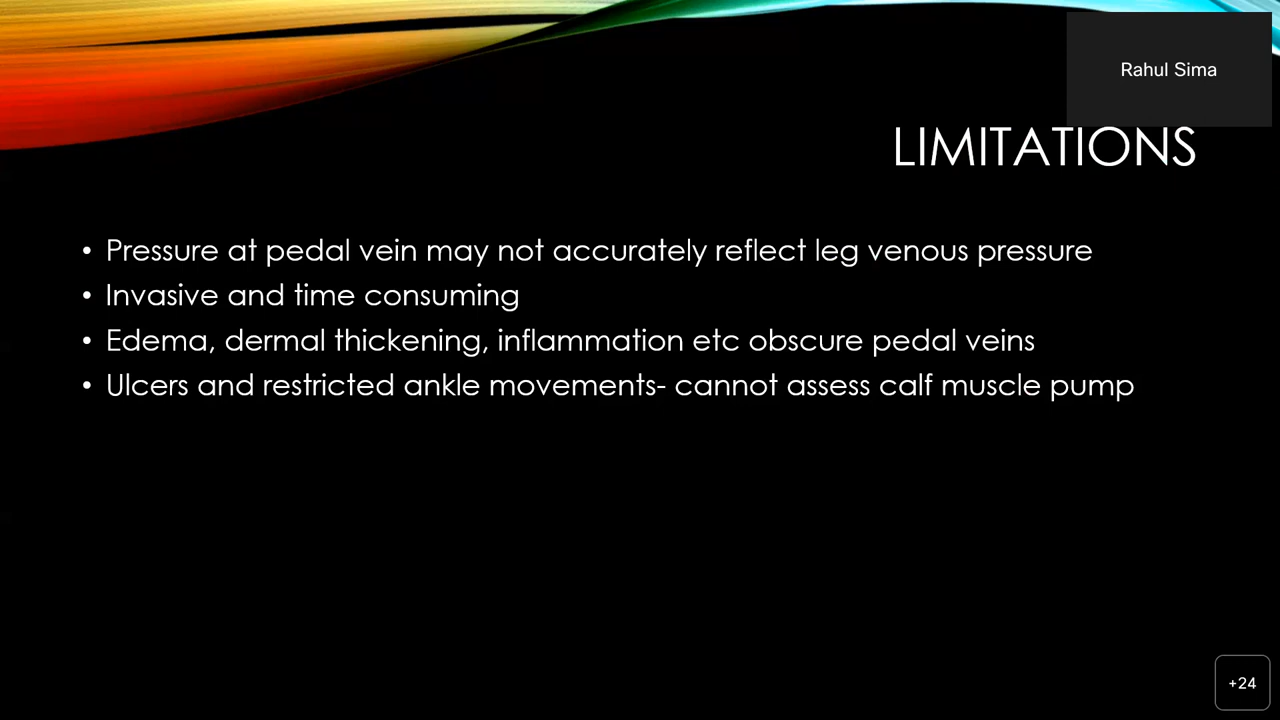 Rahul Sima
LIMITATIONS
• Pressure at pedal vein may not accurately reflect leg venous pressure
• Invasive and time consuming
• Edema, dermal thickening, inflammation etc obscure pedal veins
• Ulcers and restricted ankle movements- cannot assess calf muscle pump
+24